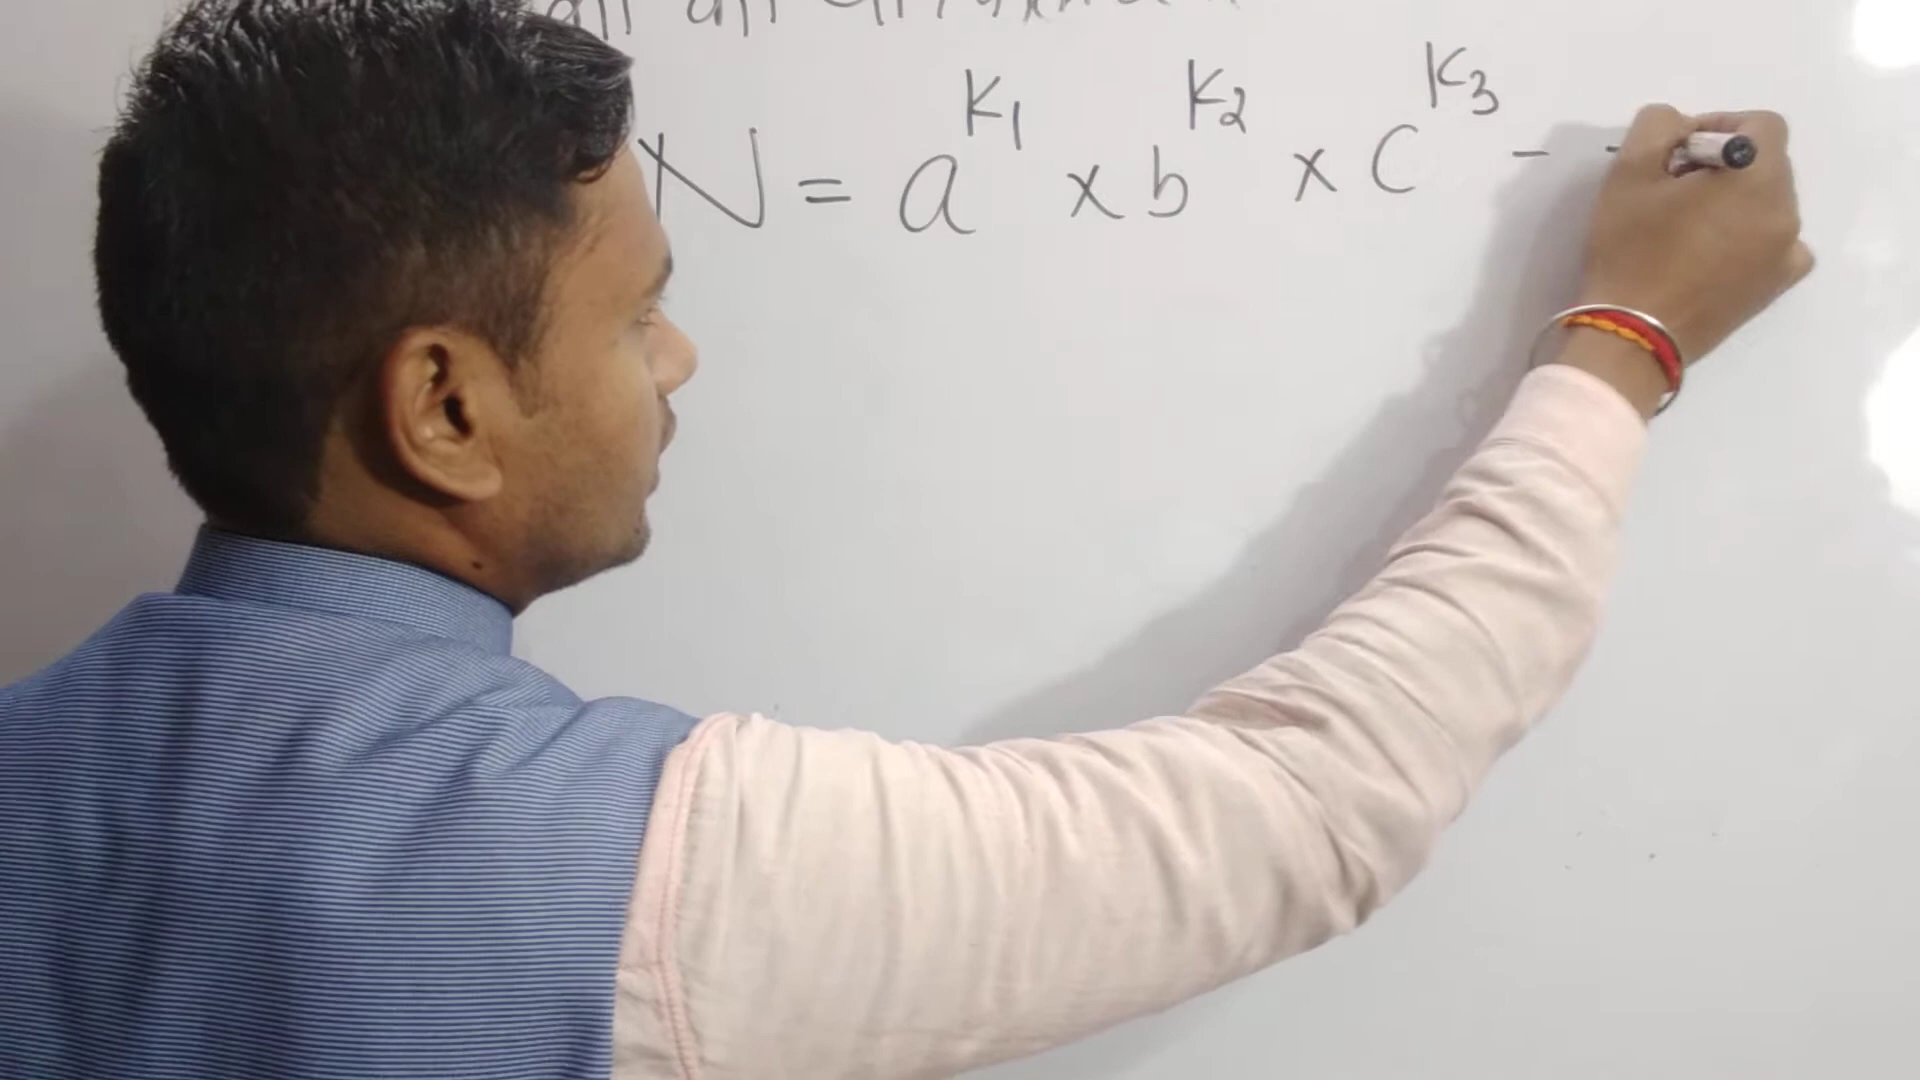 N = a^K1 x b^K2 x c^K3 - -